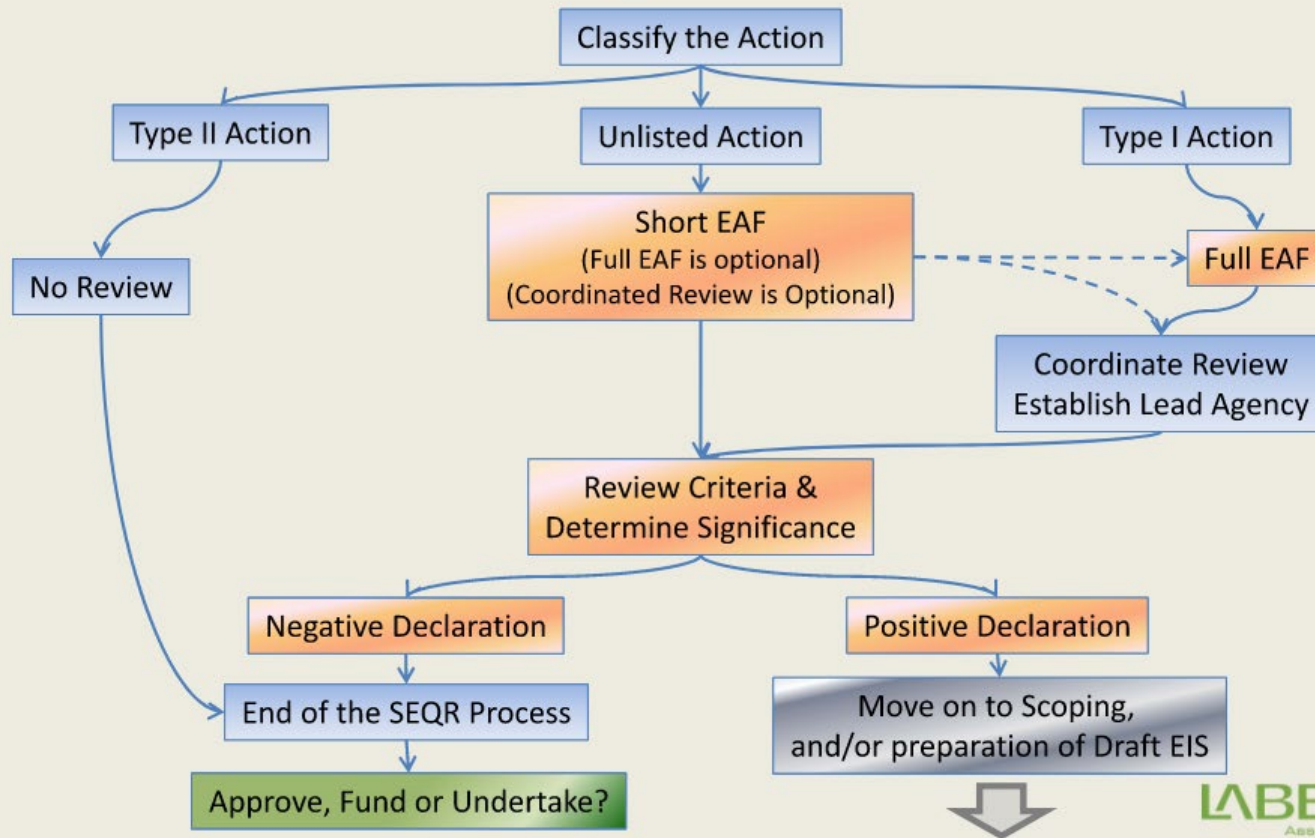 Classify the Action
Type II Action
Unlisted Action
Type I Action
Short EAF
(Full EAF is optional)
(Coordinated Review is Optional)
Full EAF
No Review
Coordinate Review
Establish Lead Agency
Review Criteria &
Determine Significance
Negative Declaration
Positive Declaration
End of the SEQR Process
Move on to Scoping,
and/or preparation of Draft EIS
Approve, Fund or Undertake?